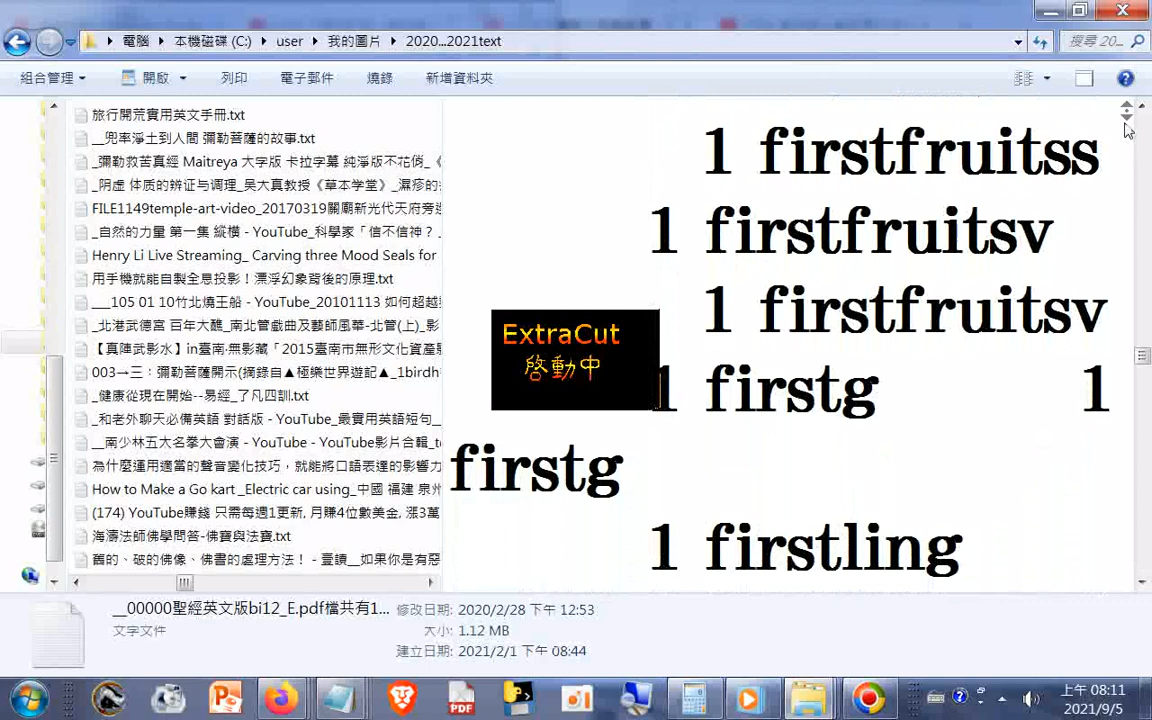 電腦 本機磁碟 (C:) user 我的圖片 2020...2021text
搜尋 20...
組合管理 開啟 列印 電子郵件 燒錄 新增資料夾
旅行開荒實用英文手冊.txt
__兜率淨土到人間 彌勒菩薩的故事.txt
_彌勒救苦真經 Maitreya 大字版 卡拉字幕 純淨版不花俏_《
_阴虚 体质的辨证与调理_吴大真教授《草本学堂》_濕疹的
FILE1149temple-art-video_20170319關廟新光代天府旁
_自然的力量 第一集 縱橫 - YouTube_科學家「信不信神？
Henry Li Live Streaming_ Carving three Mood Seals for
用手機就能自製全息投影！漂浮幻象背後的原理.txt
___105 01 10竹北燒王船 - YouTube_20101113 如何超越
_北港武德宮 百年大醮_南北管戲曲及藝師風華-北管(上)_影
【真陣武影水】in臺南·無影藏「2015臺南市無形文化資產
003→三：彌勒菩薩開示(摘錄自▲極樂世界遊記▲_1birdh
_健康從現在開始--易經_了凡四訓.txt
_和老外聊天必備英語 對話版 - YouTube_最實用英語短句_
__南少林五大名拳大會演 - YouTube - YouTube影片合輯_t
為什麼運用適當的聲音變化技巧，就能將口語表達的影響力
How to Make a Go kart _Electric car using_中國 福建 泉州
(174) YouTube賺錢 只需每週1更新, 月賺4位數美金, 漲3萬
海濤法師佛學問答-佛寶與法寶.txt
舊的、破的佛像、佛書的處理方法！ - 壹讀__如果你是有惡
1 firstfruitss
1 firstfruitsv
1 firstfruitsv
1 firstg 1
firstg
1 firstling
ExtraCut
啓動中
__00000聖經英文版bi12_E.pdf檔共有1... 修改日期: 2020/2/28 下午 12:53
文字文件 大小: 1.12 MB
建立日期: 2021/2/1 下午 08:44
PDF
上午 08:11
2021/9/5